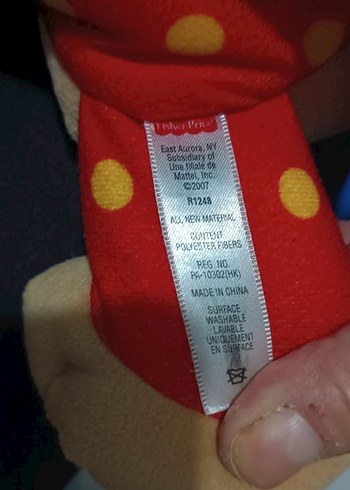 Fisher-Price
East Aurora, NY
Subsidiary of
Une filiale de
Mattel, Inc.
©2007
R1248
ALL NEW MATERIAL
CONTENT
POLYESTER FIBERS
REG. NO.
PA-10302(HK)
MADE IN CHINA
SURFACE
WASHABLE
LAVABLE
UNIQUEMENT
EN SURFACE